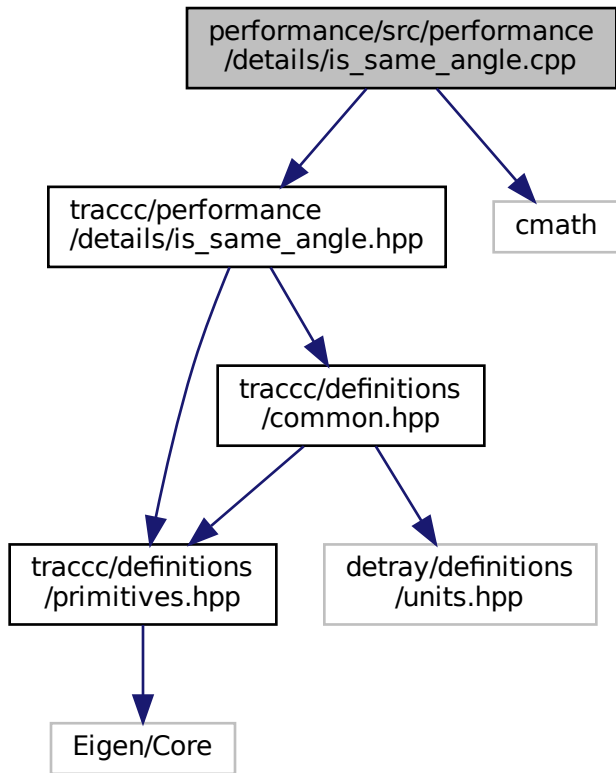 performance/src/performance
/details/is_same_angle.cpp
traccc/performance
/details/is_same_angle.hpp
cmath
traccc/definitions
/common.hpp
traccc/definitions
/primitives.hpp
detray/definitions
/units.hpp
Eigen/Core